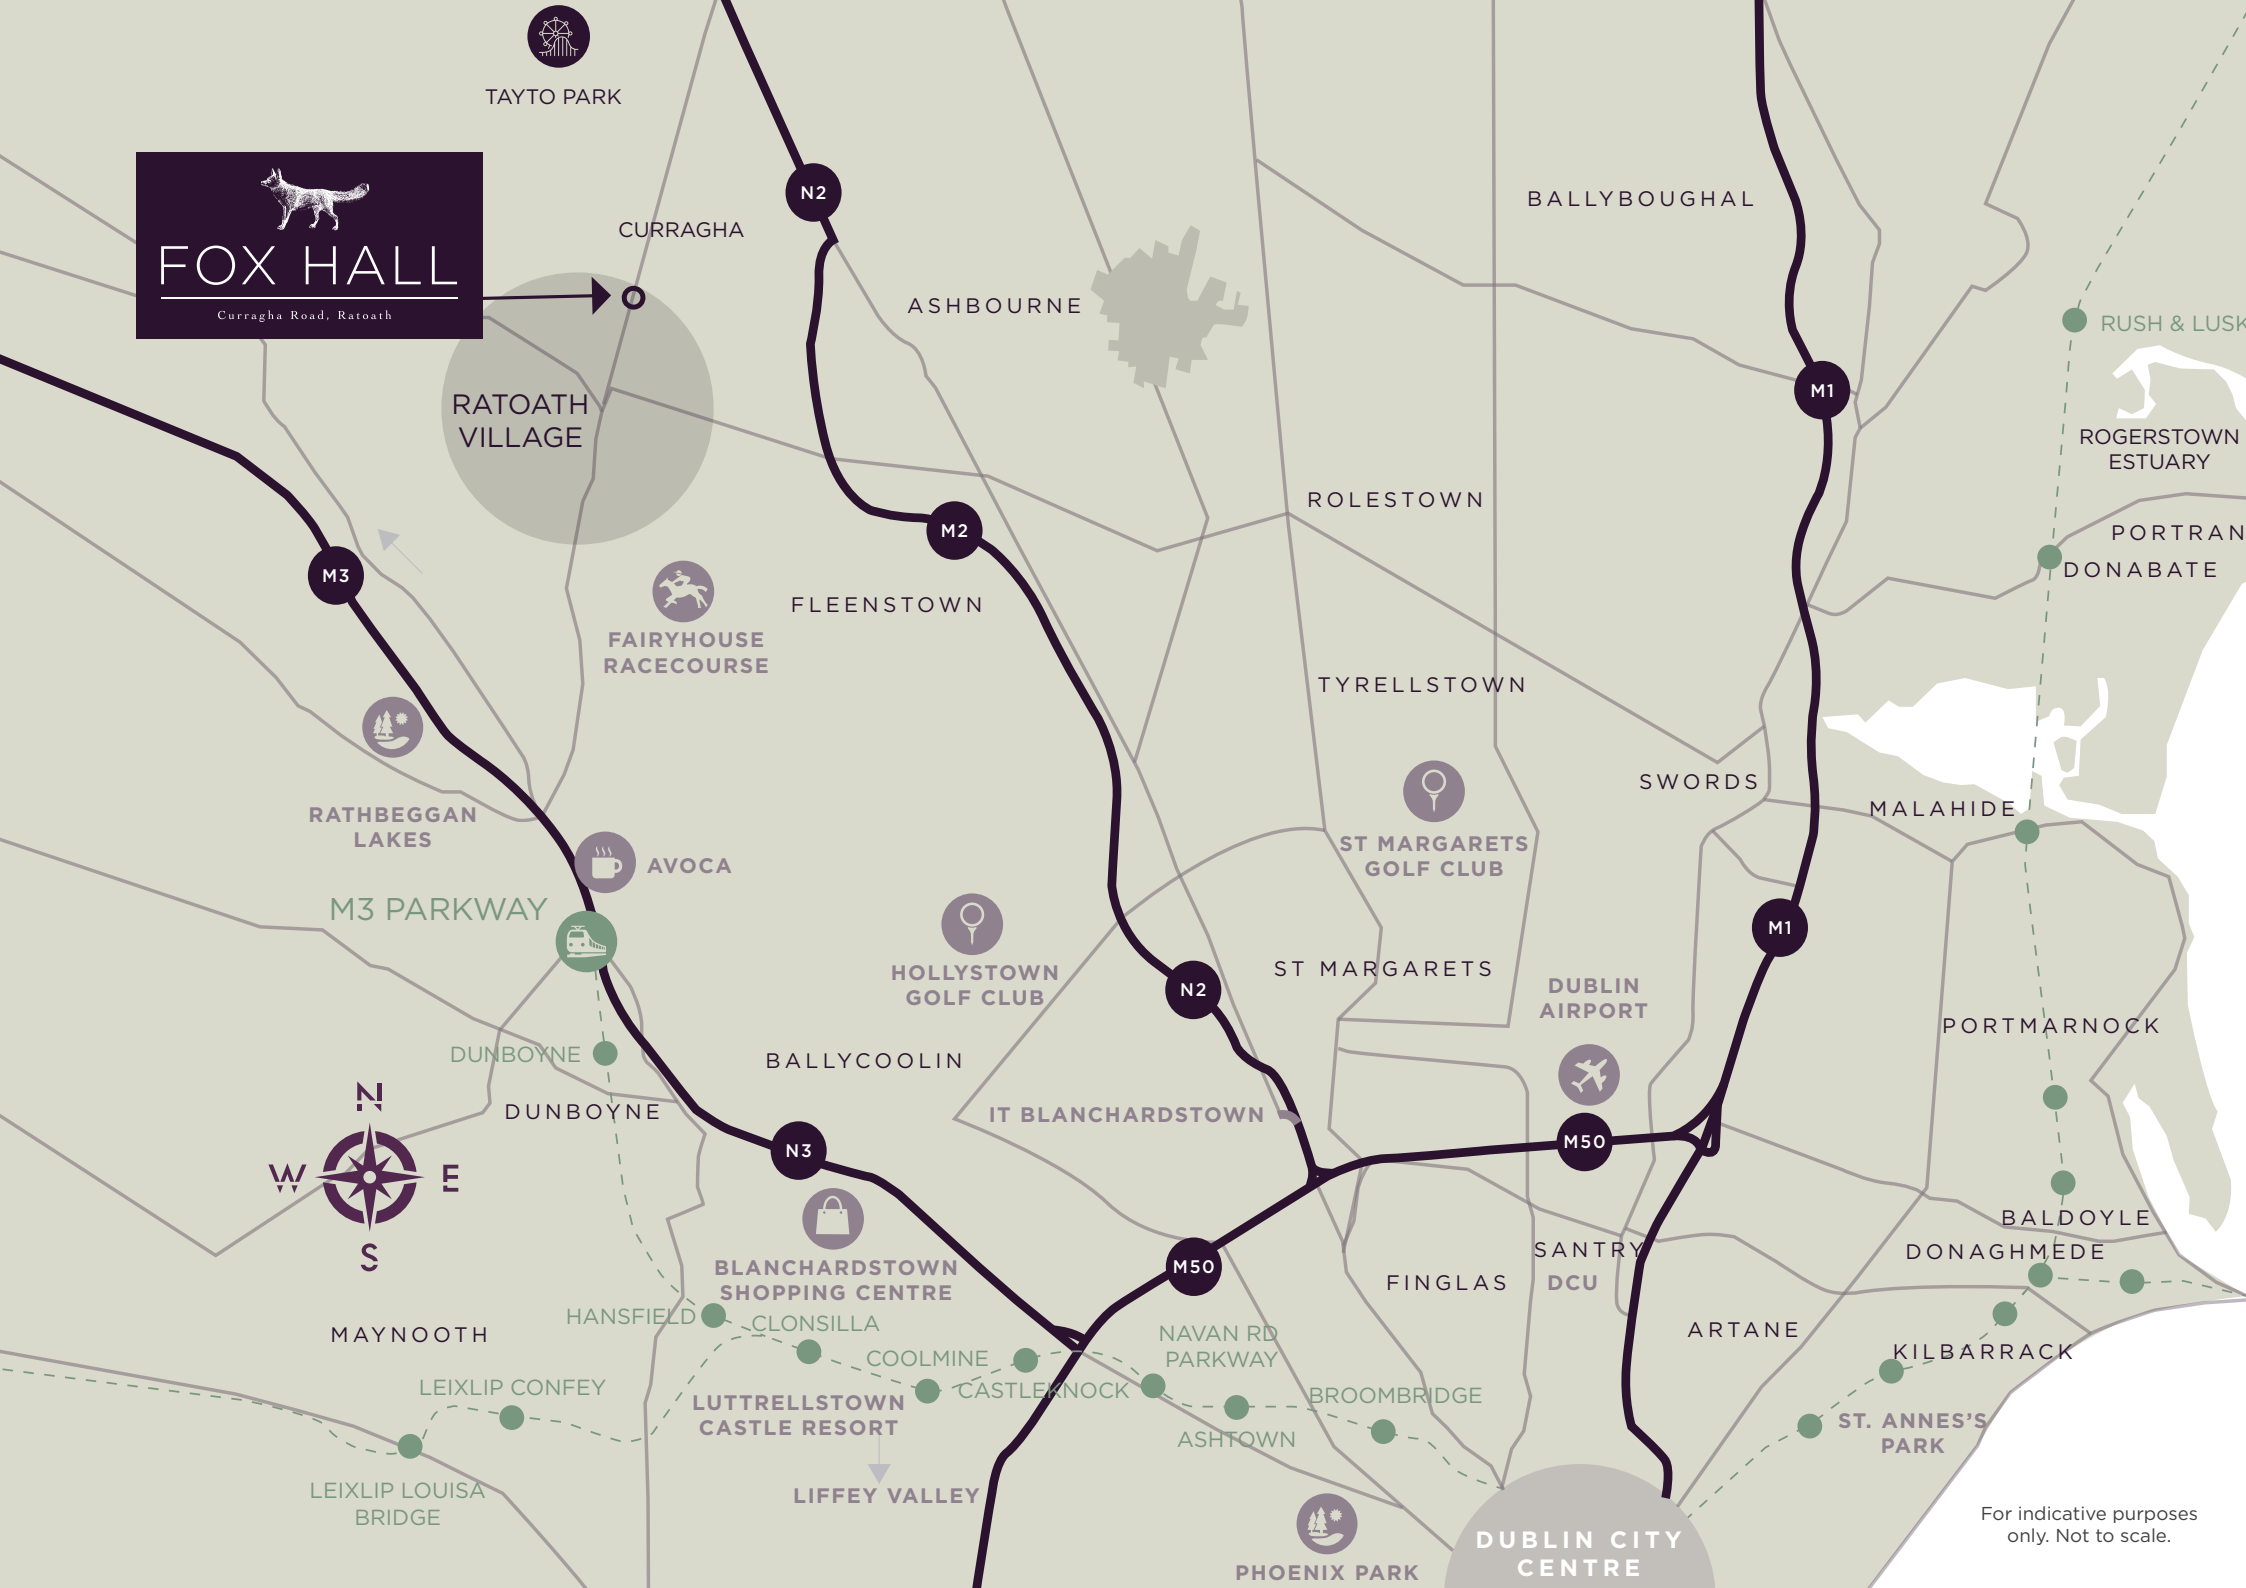 TAYTO PARK
N2
CURRAGHA
FOX HALL
Curragha Road, Ratoath
BALLYBOUGHAL
ASHBOURNE
RUSH & LUSK
M1
RATOATH
VILLAGE
ROGERSTOWN
ESTUARY
ROLESTOWN
M2
PORTRAN
DONABATE
M3
FLEENSTOWN
FAIRYHOUSE
RACECOURSE
TYRELLSTOWN
SWORDS
MALAHIDE
RATHBEGGAN
LAKES
ST MARGARETS
GOLF CLUB
AVOCA
M3 PARKWAY
M1
HOLLYSTOWN
GOLF CLUB
ST MARGARETS
N2
DUBLIN
AIRPORT
PORTMARNOCK
DUNBOYNE
BALLYCOOLIN
N
DUNBOYNE
IT BLANCHARDSTOWN
M50
N3
W
E
S
BALDOYLE
SANTRY
DONAGHMEDE
BLANCHARDSTOWN
SHOPPING CENTRE
M50
FINGLAS
DCU
HANSFIELD
CLONSILLA
MAYNOOTH
NAVAN RD
PARKWAY
ARTANE
COOLMINE
KILBARRACK
LEIXLIP CONFEY
CASTLEKNOCK
BROOMBRIDGE
LUTTRELLSTOWN
CASTLE RESORT
ASHTOWN
ST. ANNES'S
PARK
LEIXLIP LOUISA
BRIDGE
LIFFEY VALLEY
For indicative purposes
only. Not to scale.
DUBLIN CITY
CENTRE
PHOENIX PARK